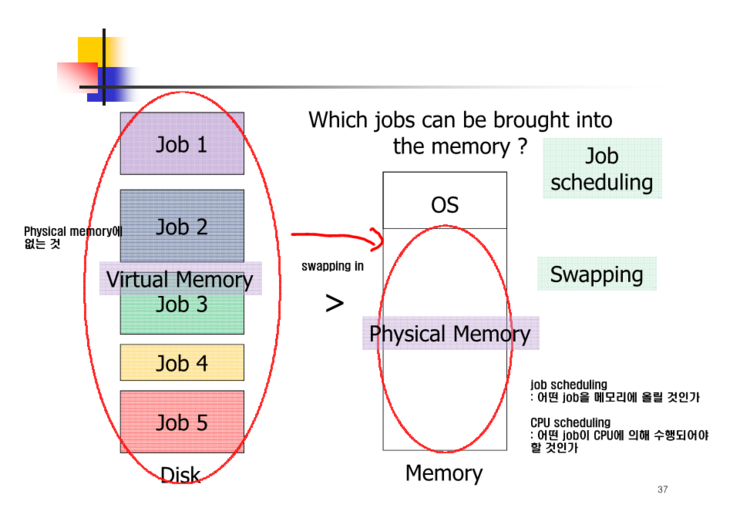 Which jobs can be brought into
the memory ?
Job
scheduling
Job 1
Job 2
Physical memory에
없는 것
Virtual Memory
Job 3
Job 4
Job 5
Disk
swapping in
>
OS
Physical Memory
Memory
Swapping
job scheduling
: 어떤 job을 메모리에 올릴 것인가
CPU scheduling
: 어떤 job이 CPU에 의해 수행되어야
할 것인가
37